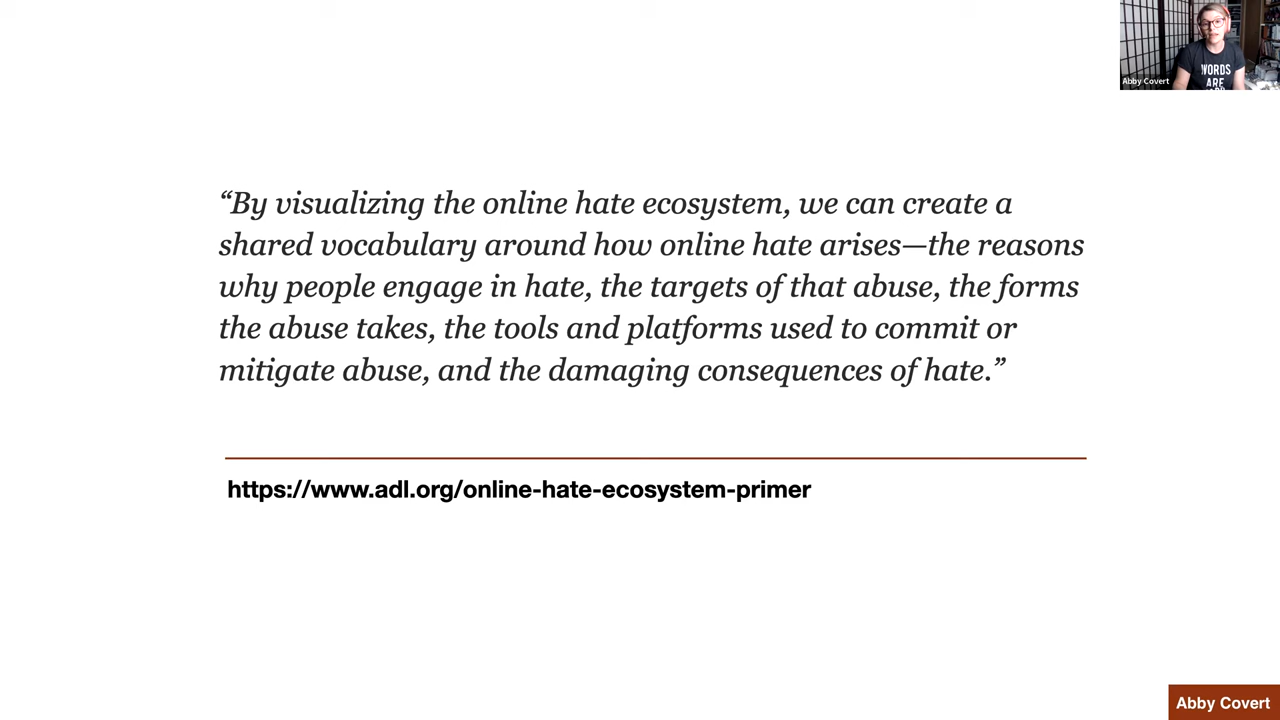 Abby Covert
WORDS
ARE
“By visualizing the online hate ecosystem, we can create a
shared vocabulary around how online hate arises—the reasons
why people engage in hate, the targets of that abuse, the forms
the abuse takes, the tools and platforms used to commit or
mitigate abuse, and the damaging consequences of hate.”
https://www.adl.org/online-hate-ecosystem-primer
Abby Covert